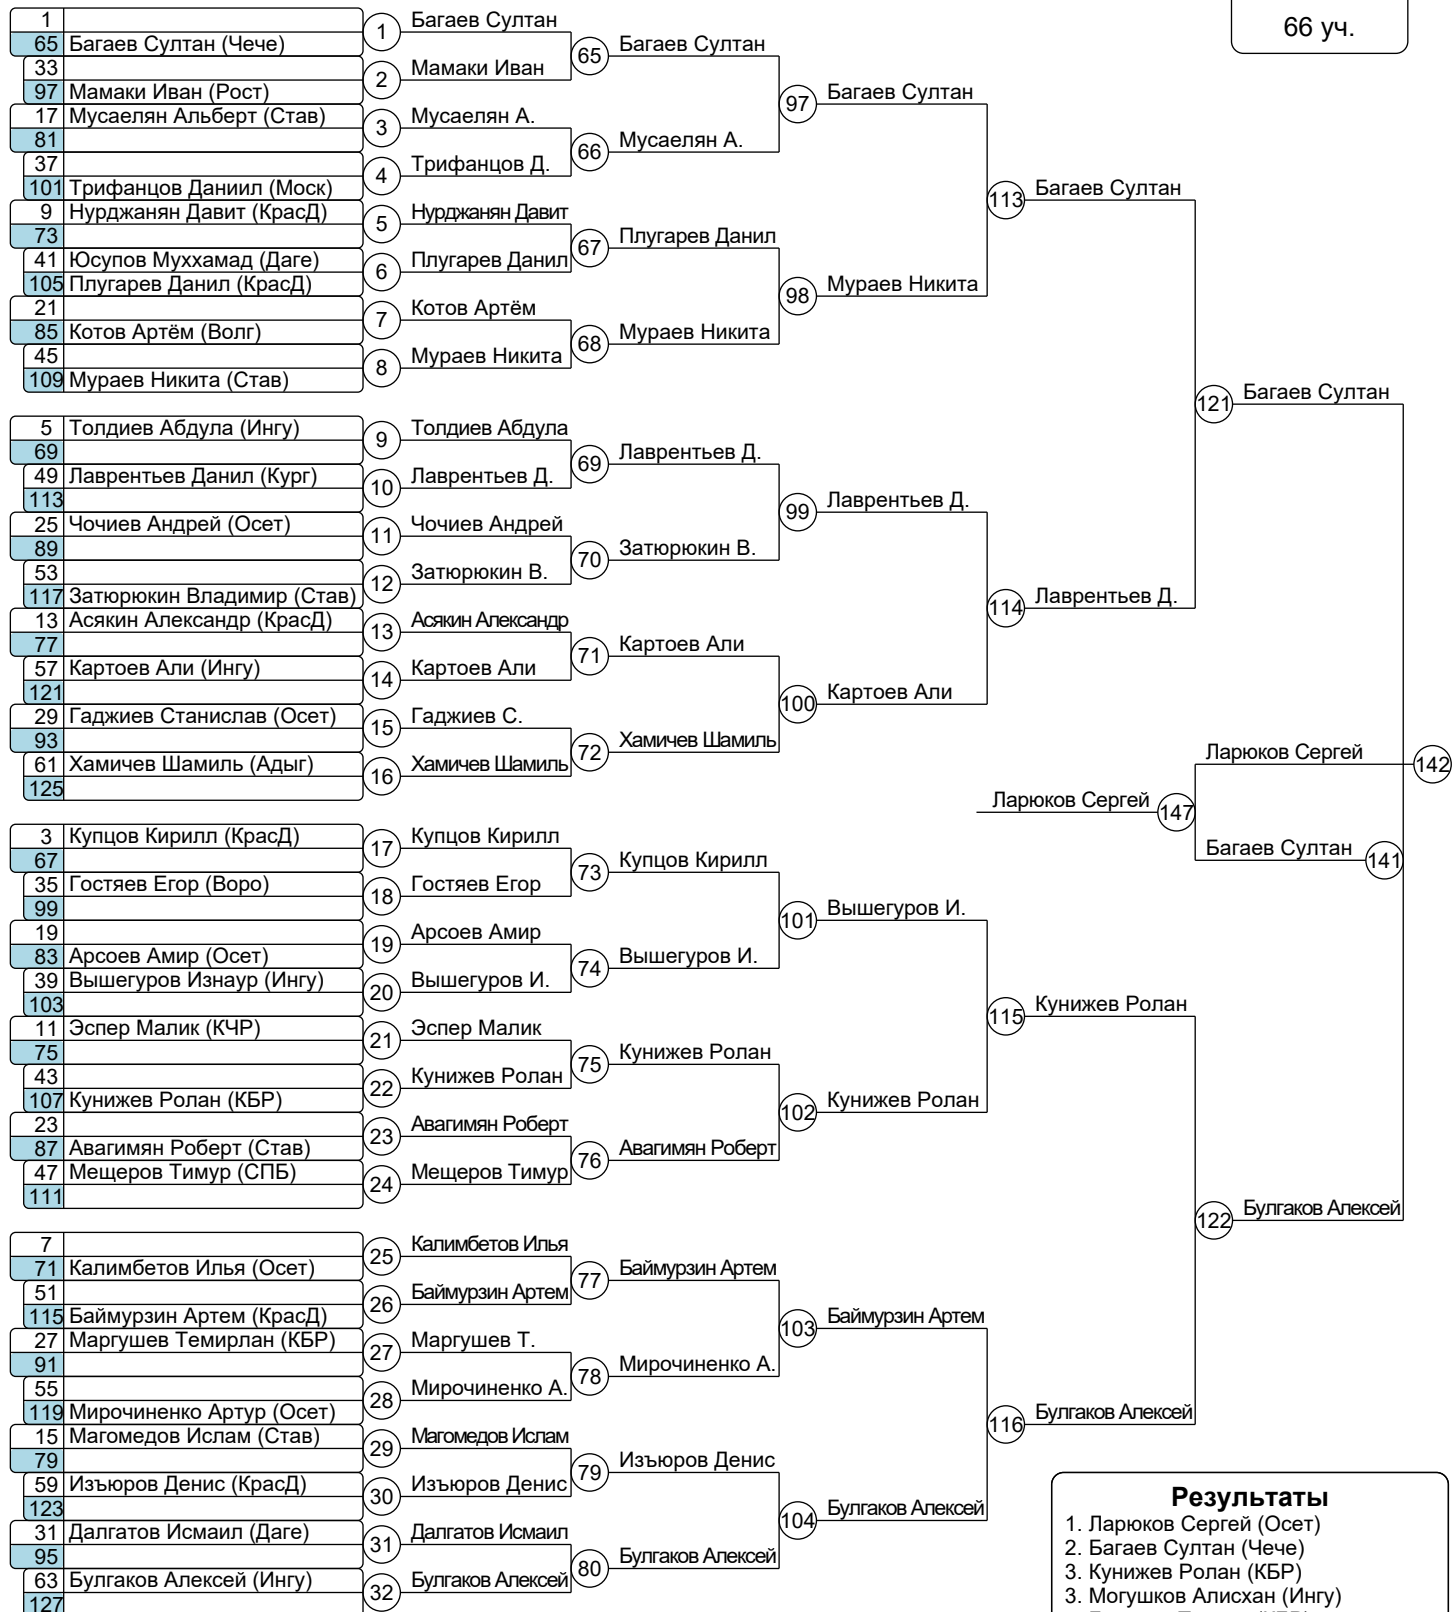 66 уч.
1
65 Багаев Султан (Чече)
33
97 Мамаки Иван (Рост)
17 Мусаелян Альберт (Став)
81
37
101 Трифанцов Даниил (Моск)
9 Нурджанян Давит (КрасД)
73
41 Юсупов Муххамад (Даге)
105 Плугарев Данил (КрасД)
21
85 Котов Артём (Волг)
45
109 Мураев Никита (Став)
5 Толдиев Абдула (Ингу)
69
49 Лаврентьев Данил (Кург)
113
25 Чочиев Андрей (Осет)
89
53
117 Затюрюкин Владимир (Став)
13 Асякин Александр (КрасД)
77
57 Картоев Али (Ингу)
121
29 Гаджиев Станислав (Осет)
93
61 Хамичев Шамиль (Адыг)
125
3 Купцов Кирилл (КрасД)
67
35 Гостяев Егор (Воро)
99
19
83 Арсоев Амир (Осет)
39 Вышегуров Изнаур (Ингу)
103
11 Эспер Малик (КЧР)
75
43
107 Кунижев Ролан (КБР)
23
87 Авагимян Роберт (Став)
47 Мещеров Тимур (СПБ)
111
7
71 Калимбетов Илья (Осет)
51
115 Баймурзин Артем (КрасД)
27 Маргушев Темирлан (КБР)
91
55
119 Мирочиненко Артур (Осет)
15 Магомедов Ислам (Став)
79
59 Изъюров Денис (КрасД)
123
31 Далгатов Исмаил (Даге)
95
63 Булгаков Алексей (Ингу)
127
1 Багаев Султан
2 Мамаки Иван
3 Мусаелян А.
4 Трифанцов Д.
5 Нурджанян Давит
6 Плугарев Данил
7 Котов Артём
8 Мураев Никита
9 Толдиев Абдула
10 Лаврентьев Д.
11 Чочиев Андрей
12 Затюрюкин В.
13 Асякин Александр
14 Картоев Али
15 Гаджиев С.
16 Хамичев Шамиль
17 Купцов Кирилл
18 Гостяев Егор
19 Арсоев Амир
20 Вышегуров И.
21 Эспер Малик
22 Кунижев Ролан
23 Авагимян Роберт
24 Мещеров Тимур
25 Калимбетов Илья
26 Баймурзин Артем
27 Маргушев Т.
28 Мирочиненко А.
29 Магомедов Ислам
30 Изъюров Денис
31 Далгатов Исмаил
32 Булгаков Алексей
65 Багаев Султан
66 Мусаелян А.
67 Плугарев Данил
68 Мураев Никита
69 Лаврентьев Д.
70 Затюрюкин В.
71 Картоев Али
72 Хамичев Шамиль
73 Купцов Кирилл
74 Вышегуров И.
75 Кунижев Ролан
76 Авагимян Роберт
77 Баймурзин Артем
78 Мирочиненко А.
79 Изъюров Денис
80 Булгаков Алексей
97 Багаев Султан
98 Мураев Никита
99 Лаврентьев Д.
100 Картоев Али
101 Вышегуров И.
102 Кунижев Ролан
103 Баймурзин Артем
104 Булгаков Алексей
113 Багаев Султан
114 Лаврентьев Д.
115 Кунижев Ролан
116 Булгаков Алексей
121 Багаев Султан
122 Булгаков Алексей
Ларюков Сергей 147
Ларюков Сергей 142
Багаев Султан 141
Результаты
1. Ларюков Сергей (Осет)
2. Багаев Султан (Чече)
3. Кунижев Ролан (КБР)
3. Могушков Алисхан (Ингу)